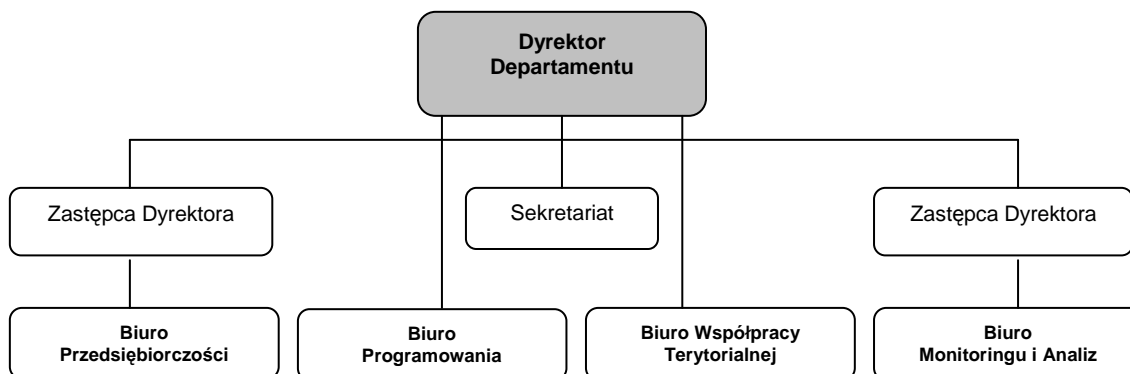 Dyrektor
Departamentu
Zastępca Dyrektora
Sekretariat
Zastępca Dyrektora
Biuro
Przedsiębiorczości
Biuro
Programowania
Biuro Współpracy
Terytorialnej
Biuro
Monitoringu i Analiz